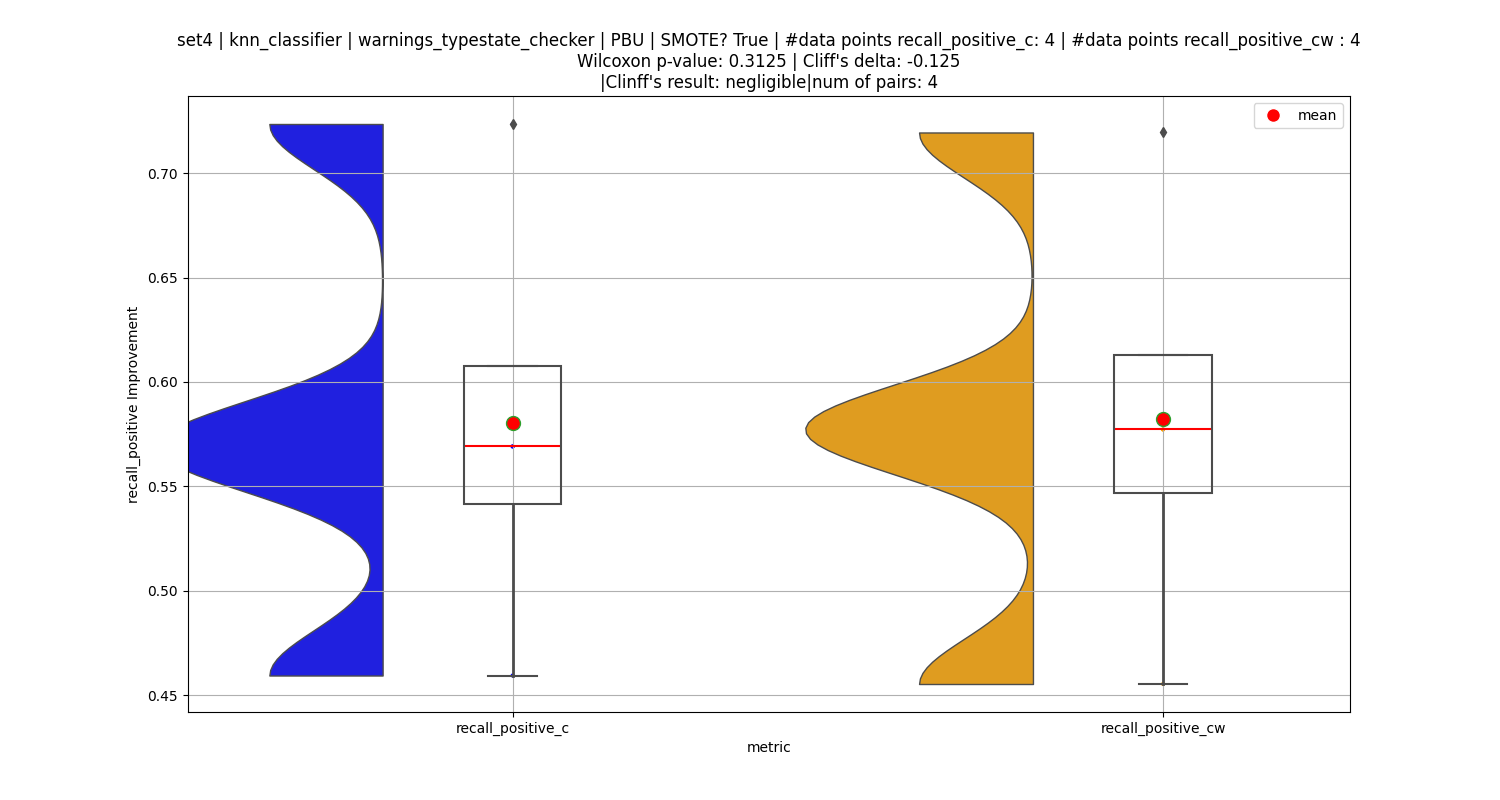 set4 | knn_classifier | warnings_typestate_checker | PBU | SMOTE? True | #data points recall_positive_c: 4 | #data points recall_positive_cw : 4
Wilcoxon p-value: 0.3125 | Cliff's delta: -0.125
|Clinff's result: negligible|num of pairs: 4
mean
0.70
0.65
0.60
0.55
0.50
0.45
recall_positive Improvement
recall_positive_c
recall_positive_cw
metric